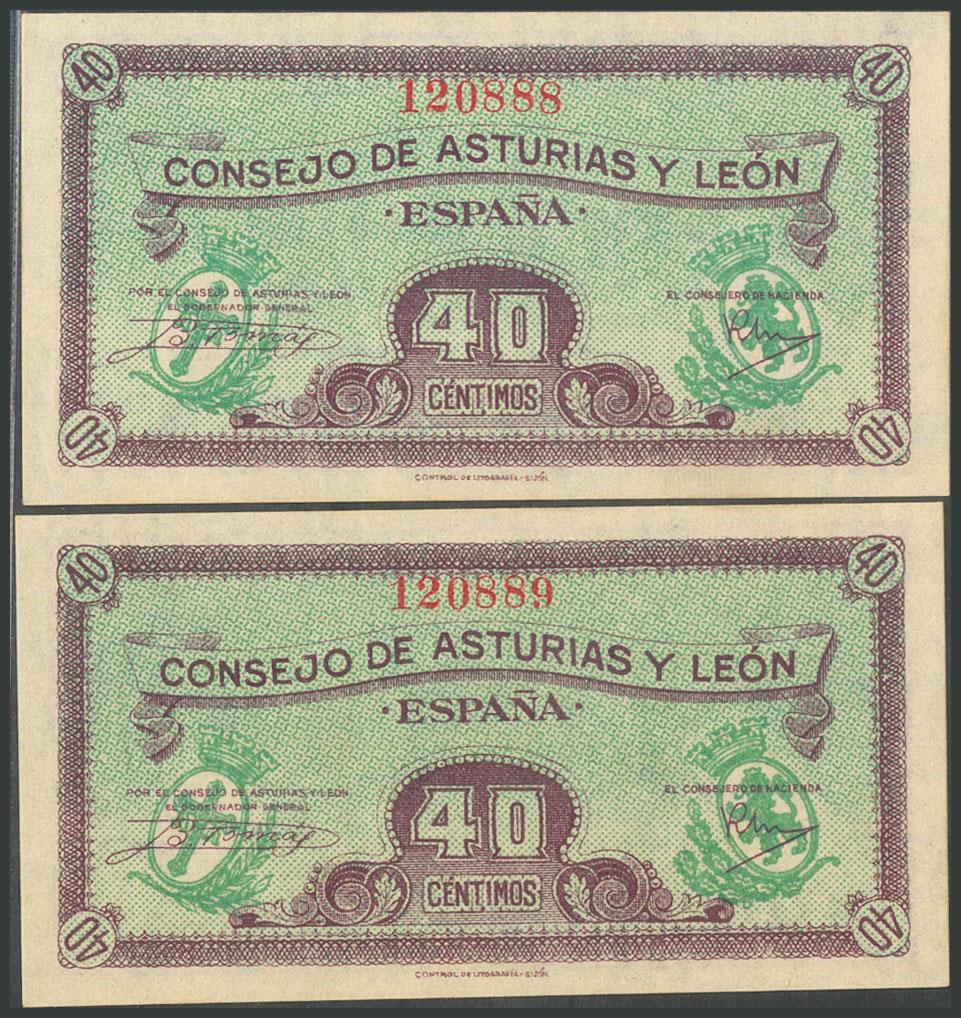 40 40
120888
CONSEJO DE ASTURIAS Y LEÓN
·ESPAÑA·
POR EL CONSEJO DE ASTURIAS Y LEON
EL GOBERNADOR GENERAL
EL CONSEJERO DE HACIENDA
40
CÉNTIMOS
40 40
CONTROL DE LITOGRAFÍA-GIJÓN
40 40
120889
CONSEJO DE ASTURIAS Y LEÓN
·ESPAÑA·
POR EL CONSEJO DE ASTURIAS Y LEON
EL GOBERNADOR GENERAL
EL CONSEJERO DE HACIENDA
40
CÉNTIMOS
40 40
CONTROL DE LITOGRAFÍA-GIJÓN